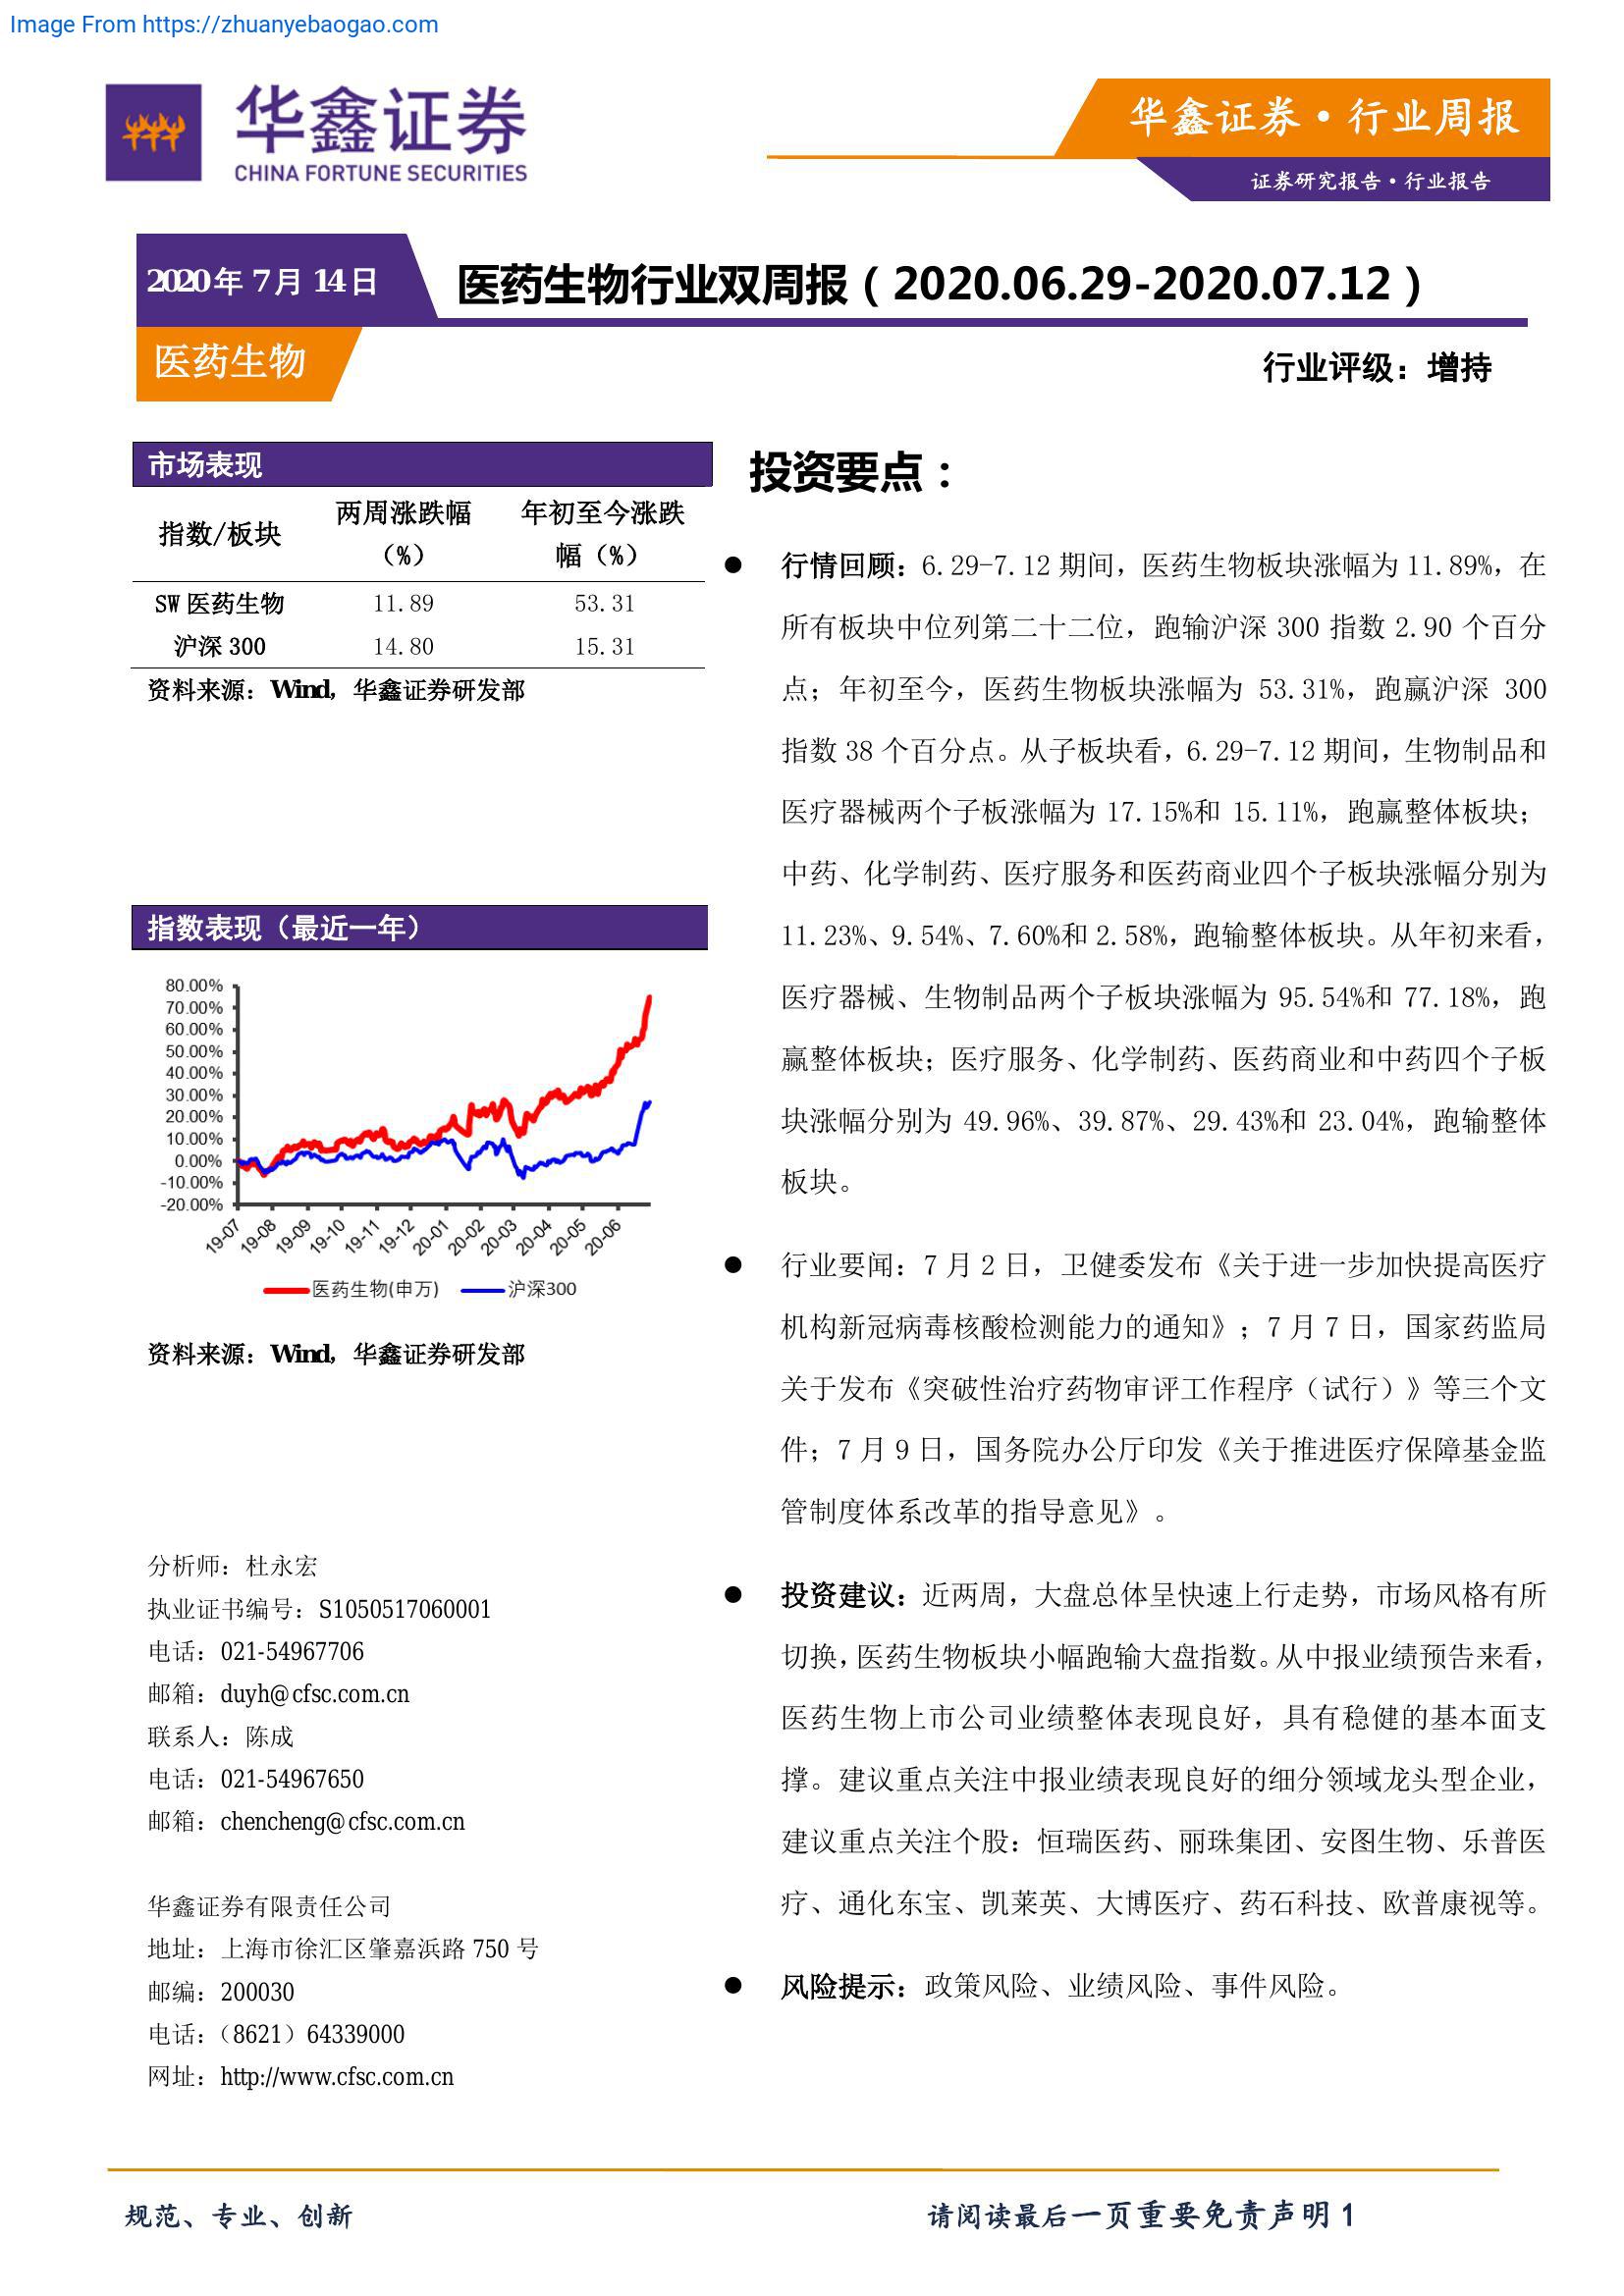 Image From https://zhuanyebaogao.com
华鑫证券
CHINA FORTUNE SECURITIES
华鑫证券·行业周报
证券研究报告·行业报告
2020年 7月 14日
医药生物行业双周报（2020.06.29-2020.07.12）
医药生物
行业评级：增持
市场表现
指数/板块 两周涨跌幅（%） 年初至今涨跌幅（%）
SW 医药生物 11.89 53.31
沪深 300 14.80 15.31
资料来源：Wind，华鑫证券研发部
指数表现（最近一年）
80.00%
70.00%
60.00%
50.00%
40.00%
30.00%
20.00%
10.00%
0.00%
-10.00%
-20.00%
19-07 19-08 19-09 19-10 19-11 19-12 20-01 20-02 20-03 20-04 20-05 20-06
医药生物(申万) 沪深300
资料来源：Wind，华鑫证券研发部
分析师：杜永宏
执业证书编号：S1050517060001
电话：021-54967706
邮箱：duyh@cfsc.com.cn
联系人：陈成
电话：021-54967650
邮箱：chencheng@cfsc.com.cn
华鑫证券有限责任公司
地址：上海市徐汇区肇嘉浜路 750 号
邮编：200030
电话：（8621）64339000
网址：http://www.cfsc.com.cn
投资要点：
● 行情回顾：6.29-7.12 期间，医药生物板块涨幅为 11.89%，在
所有板块中位列第二十二位，跑输沪深 300 指数 2.90 个百分
点；年初至今，医药生物板块涨幅为 53.31%，跑赢沪深 300
指数 38 个百分点。从子板块看，6.29-7.12 期间，生物制品和
医疗器械两个子板涨幅为 17.15%和 15.11%，跑赢整体板块；
中药、化学制药、医疗服务和医药商业四个子板块涨幅分别为
11.23%、9.54%、7.60%和 2.58%，跑输整体板块。从年初来看，
医疗器械、生物制品两个子板块涨幅为 95.54%和 77.18%，跑
赢整体板块；医疗服务、化学制药、医药商业和中药四个子板
块涨幅分别为 49.96%、39.87%、29.43%和 23.04%，跑输整体
板块。
● 行业要闻：7 月 2 日，卫健委发布《关于进一步加快提高医疗
机构新冠病毒核酸检测能力的通知》；7 月 7 日，国家药监局
关于发布《突破性治疗药物审评工作程序（试行）》等三个文
件；7 月 9 日，国务院办公厅印发《关于推进医疗保障基金监
管制度体系改革的指导意见》。
● 投资建议：近两周，大盘总体呈快速上行走势，市场风格有所
切换，医药生物板块小幅跑输大盘指数。从中报业绩预告来看，
医药生物上市公司业绩整体表现良好，具有稳健的基本面支
撑。建议重点关注中报业绩表现良好的细分领域龙头型企业，
建议重点关注个股：恒瑞医药、丽珠集团、安图生物、乐普医
疗、通化东宝、凯莱英、大博医疗、药石科技、欧普康视等。
● 风险提示：政策风险、业绩风险、事件风险。
规范、专业、创新
请阅读最后一页重要免责声明 1